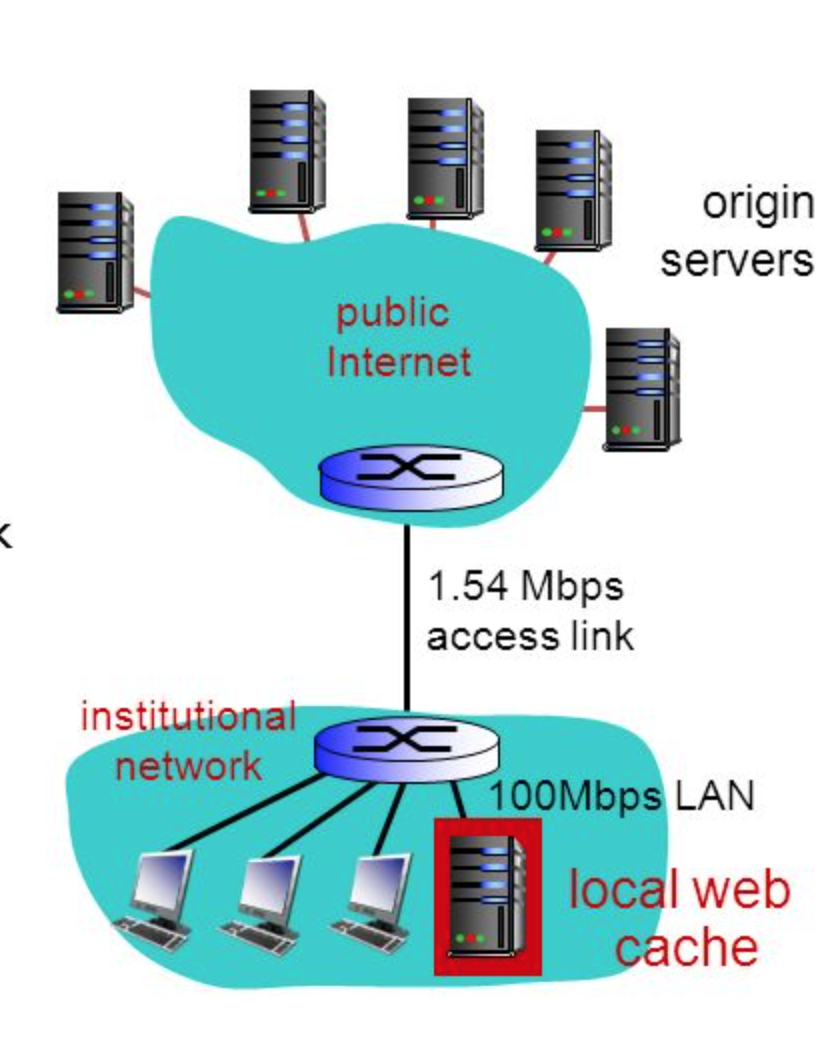 origin
servers
public
Internet
k
1.54 Mbps
access link
institutional
network
100Mbps LAN
local web
cache